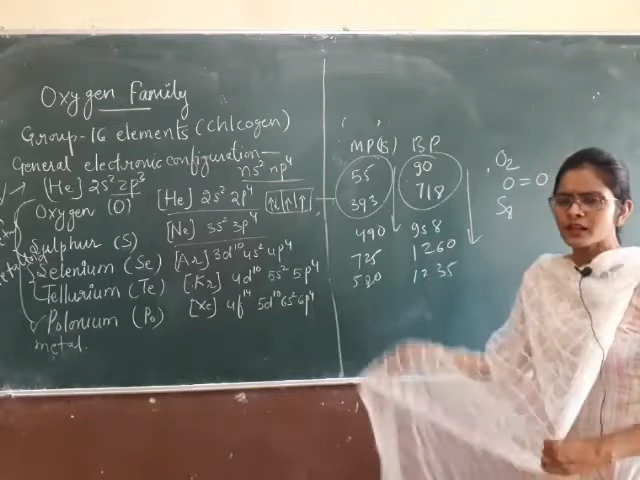 Oxygen Family
Group-16 elements (chlcogen)
General electronic configuration—
ns² np⁴
[He] 2s² 2p³
Oxygen (O) [He] 2s² 2p⁴ ↑↓ ↑ ↑
Sulphur (S) [Ne] 3s² 3p⁴
Selenium (Se) [Ar] 3d¹⁰ 4s² 4p⁴
Tellurium (Te) [Kr] 4d¹⁰ 5s² 5p⁴
Polonium (Po) [Xe] 4f¹⁴ 5d¹⁰ 6s² 6p⁴
metal.
MP(s) BP
55 90
393 718
490 958
725 1260
520 1235
O₂
O=O
S₈